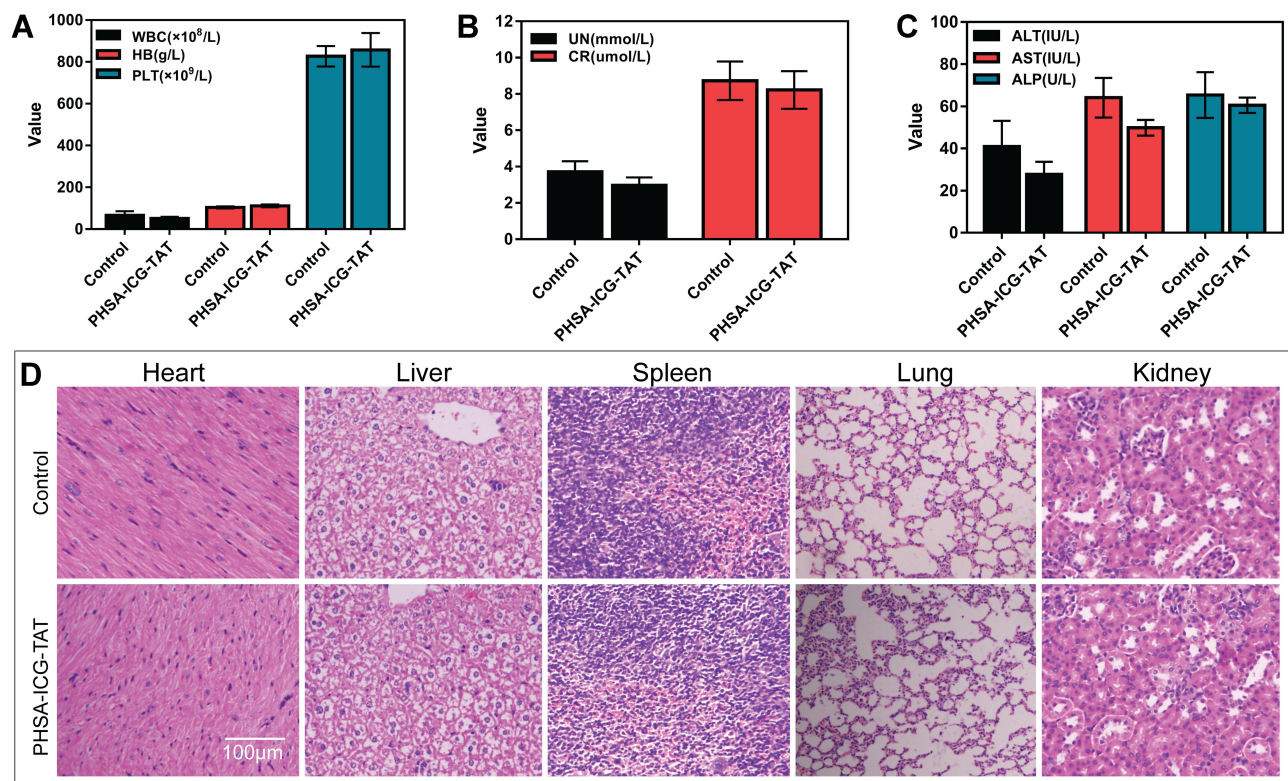 A
WBC(×10⁸/L)
HB(g/L)
PLT(×10⁹/L)
Value
1000
800
600
400
200
0
Control
PHSA-ICG-TAT
Control
PHSA-ICG-TAT
Control
PHSA-ICG-TAT
B
UN(mmol/L)
CR(umol/L)
Value
12
10
8
6
4
2
0
Control
PHSA-ICG-TAT
Control
PHSA-ICG-TAT
C
ALT(IU/L)
AST(IU/L)
ALP(U/L)
Value
100
80
60
40
20
0
Control
PHSA-ICG-TAT
Control
PHSA-ICG-TAT
Control
PHSA-ICG-TAT
D
Heart Liver Spleen Lung Kidney
Control
PHSA-ICG-TAT
100μm